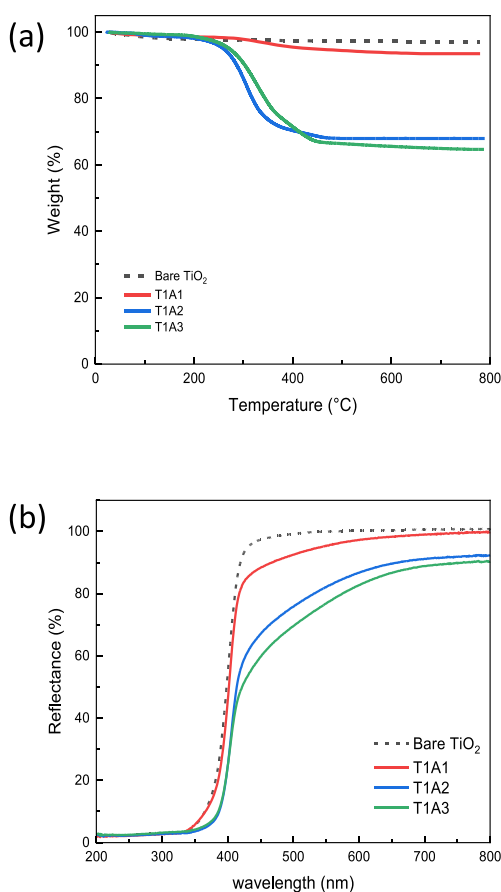 (a)
100
80
60
40
20
0
Weight (%)
Bare TiO₂
T1A1
T1A2
T1A3
0 200 400 600 800
Temperature (°C)
(b)
100
80
60
40
20
0
Reflectance (%)
Bare TiO₂
T1A1
T1A2
T1A3
200 300 400 500 600 700 800
wavelength (nm)